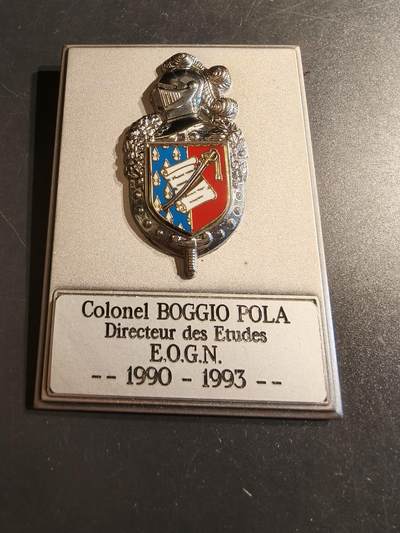 Colonel BOGGIO POLA
Directeur des Etudes
E.O.G.N.
-- 1990 - 1993 --